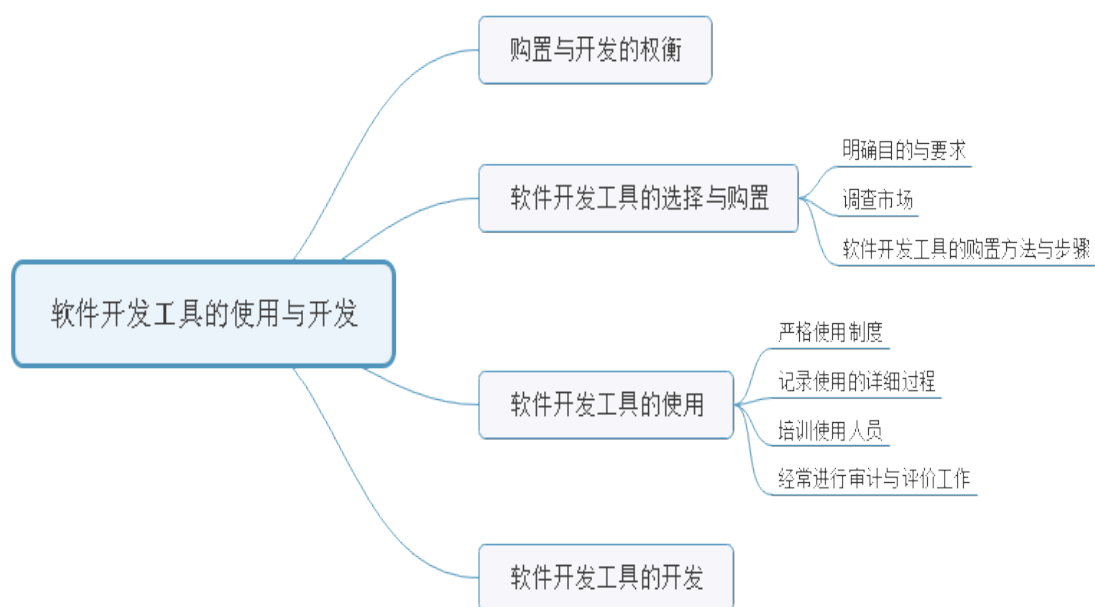 软件开发工具的使用与开发
购置与开发的权衡
软件开发工具的选择与购置
明确目的与要求
调查市场
软件开发工具的购置方法与步骤
软件开发工具的使用
严格使用制度
记录使用的详细过程
培训使用人员
经常进行审计与评价工作
软件开发工具的开发